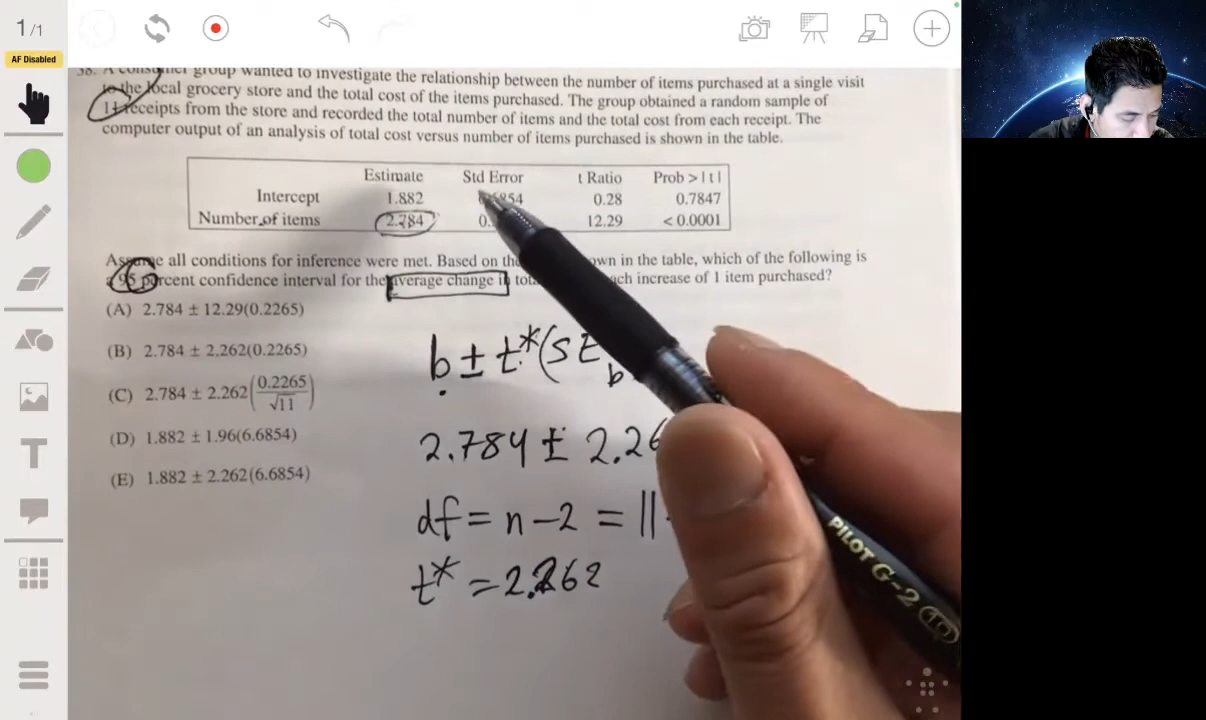 1/1
AF Disabled
38. A consumer group wanted to investigate the relationship between the number of items purchased at a single visit
to the local grocery store and the total cost of the items purchased. The group obtained a random sample of
11 receipts from the store and recorded the total number of items and the total cost from each receipt. The
computer output of an analysis of total cost versus number of items purchased is shown in the table.
Estimate Std Error t Ratio Prob > |t|
Intercept 1.882 0.28 0.7847
Number of items 2.784 12.29 < 0.0001
Assume all conditions for inference were met. Based on the shown in the table, which of the following is
a 95 percent confidence interval for the average change in each increase of 1 item purchased?
(A) 2.784 ± 12.29(0.2265)
(B) 2.784 ± 2.262(0.2265)
(C) 2.784 ± 2.262(0.2265/√11)
(D) 1.882 ± 1.96(6.6854)
(E) 1.882 ± 2.262(6.6854)
b ± t*(SE b
2.784 ± 2.26
df = n - 2 = 11
t* = 2.262
PILOT G-2 10
T